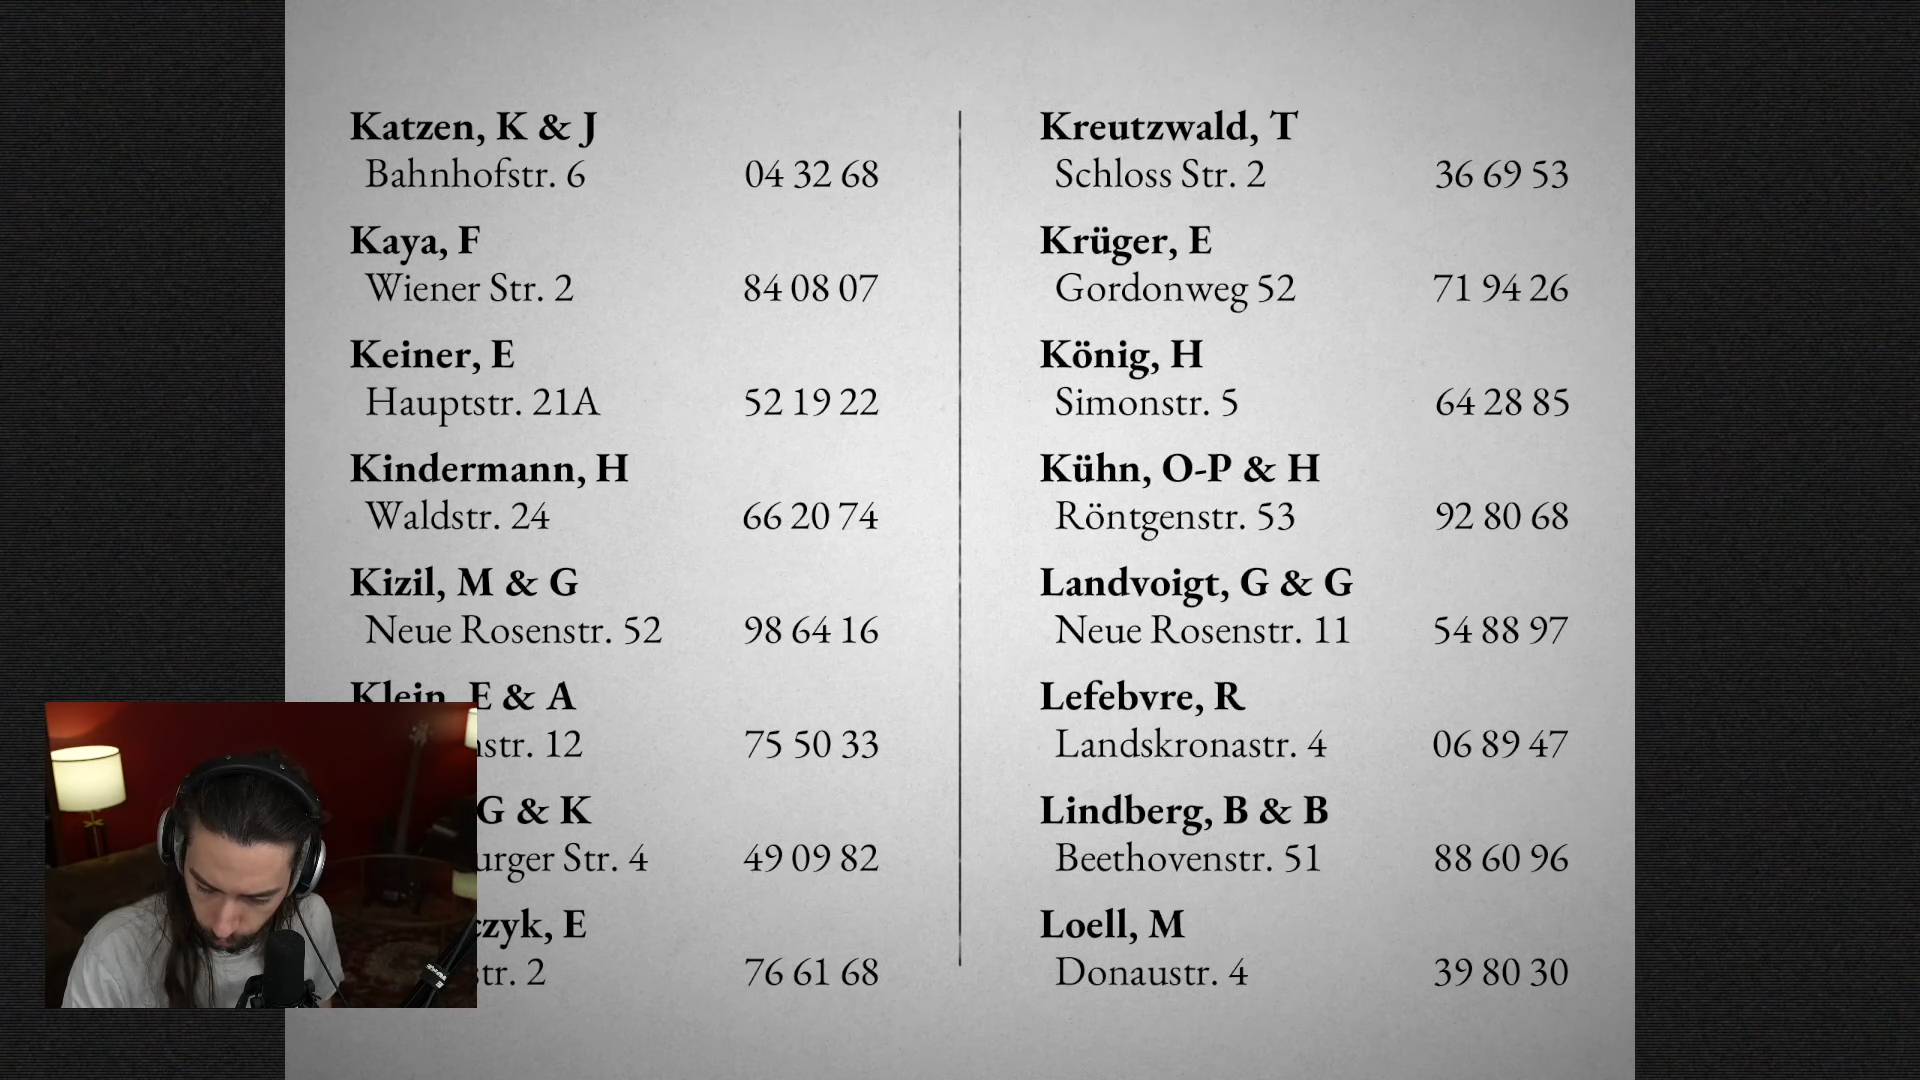 Katzen, K & J
Bahnhofstr. 6 04 32 68
Kaya, F
Wiener Str. 2 84 08 07
Keiner, E
Hauptstr. 21A 52 19 22
Kindermann, H
Waldstr. 24 66 20 74
Kizil, M & G
Neue Rosenstr. 52 98 64 16
Klein, E & A
12 75 50 33
G & K
Str. 4 49 09 82
E
2 76 61 68
Kreutzwald, T
Schloss Str. 2 36 69 53
Krüger, E
Gordonweg 52 71 94 26
König, H
Simonstr. 5 64 28 85
Kühn, O-P & H
Röntgenstr. 53 92 80 68
Landvoigt, G & G
Neue Rosenstr. 11 54 88 97
Lefebvre, R
Landskronastr. 4 06 89 47
Lindberg, B & B
Beethovenstr. 51 88 60 96
Loell, M
Donaustr. 4 39 80 30